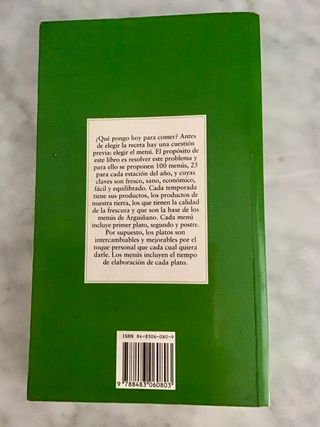 ¿Qué pongo hoy para comer? Antes
de elegir la receta hay una cuestión
previa: elegir el menú. El propósito de
este libro es resolver este problema y
para ello se proponen 100 menús, 25
para cada estación del año, y cuyas
claves son fresco, sano, económico,
fácil y equilibrado. Cada temporada
tiene sus productos, los productos de
nuestra tierra, los que tienen la calidad
de la frescura y que son la base de los
menús de Arguiñano. Cada menú
incluye primer plato, segundo y postre.
Por supuesto, los platos son
intercambiables y mejorables por el
toque personal que cada cual quiera
darle. Los menús incluyen el tiempo
de elaboración de cada plato.
ISBN 84-8306-080-9
9 788483 060803